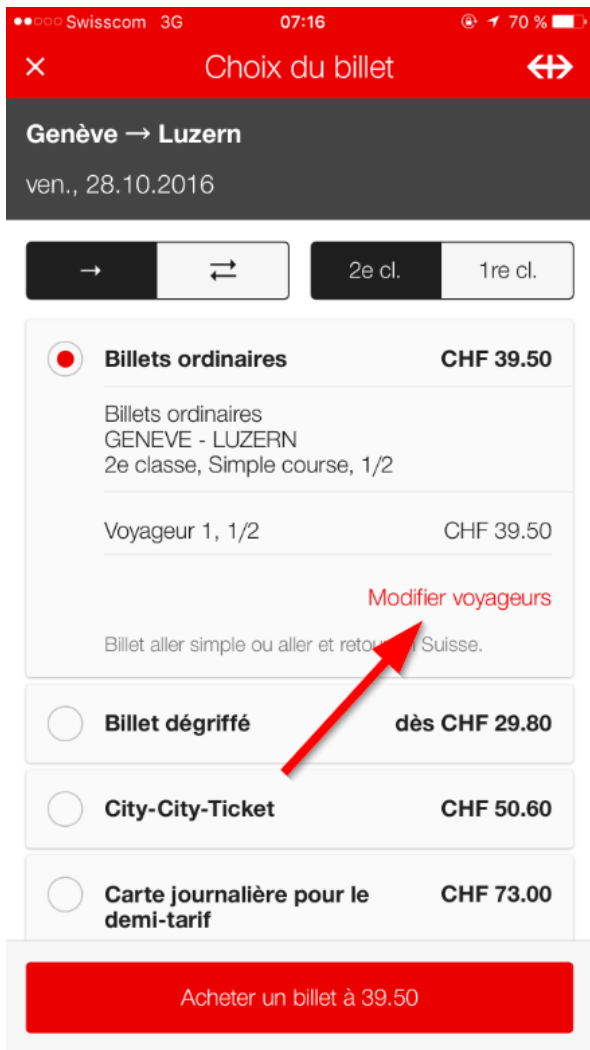 Swisscom 3G 07:16 70 %
Choix du billet
Genève → Luzern
ven., 28.10.2016
→ ⇄ 2e cl. 1re cl.
Billets ordinaires CHF 39.50
Billets ordinaires
GENEVE - LUZERN
2e classe, Simple course, 1/2
Voyageur 1, 1/2 CHF 39.50
Modifier voyageurs
Billet aller simple ou aller et retour Suisse.
Billet dégriffé dès CHF 29.80
City-City-Ticket CHF 50.60
Carte journalière pour le CHF 73.00
demi-tarif
Acheter un billet à 39.50